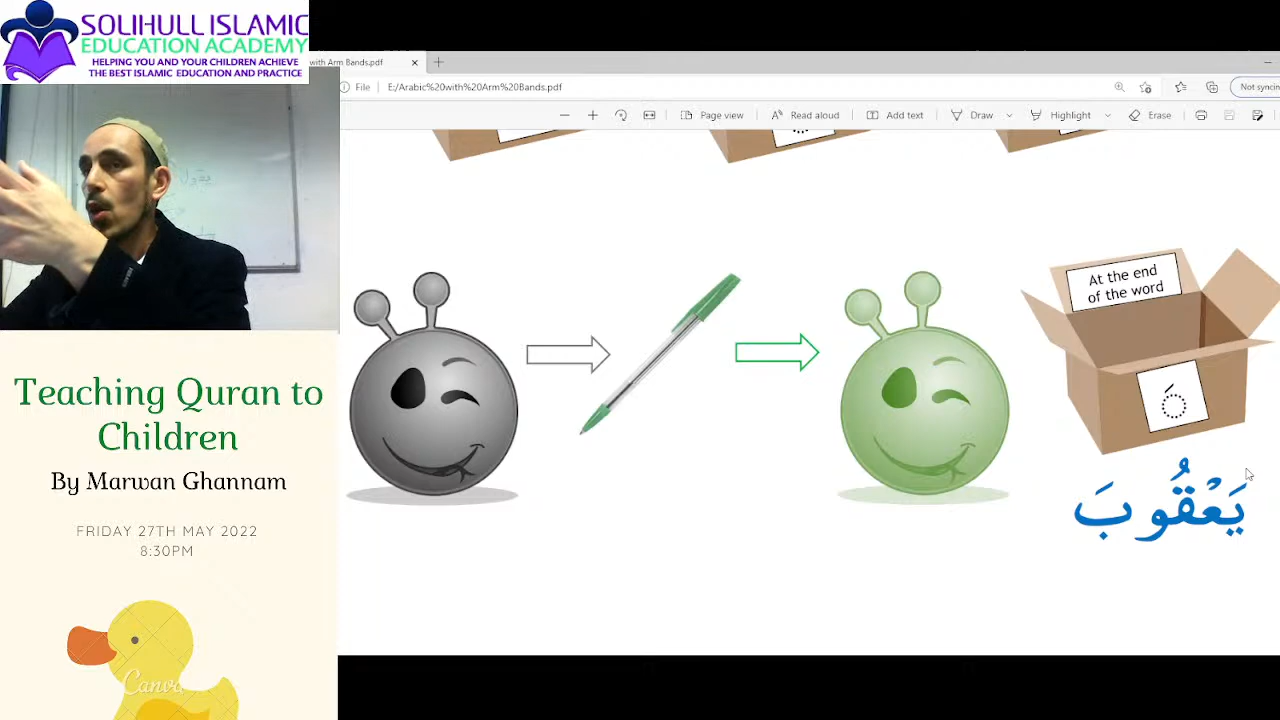 SOLIHULL ISLAMIC
EDUCATION ACADEMY
HELPING YOU AND YOUR CHILDREN ACHIEVE
THE BEST ISLAMIC EDUCATION AND PRACTICE
with Arm Bands.pdf
File E:/Arabic%20with%20Arm%20Bands.pdf
Not syncin
Page view Read aloud Add text Draw Highlight Erase
At the end
of the word
يَعْقُوبَ
Teaching Quran to
Children
By Marwan Ghannam
FRIDAY 27TH MAY 2022
8:30PM
Canva